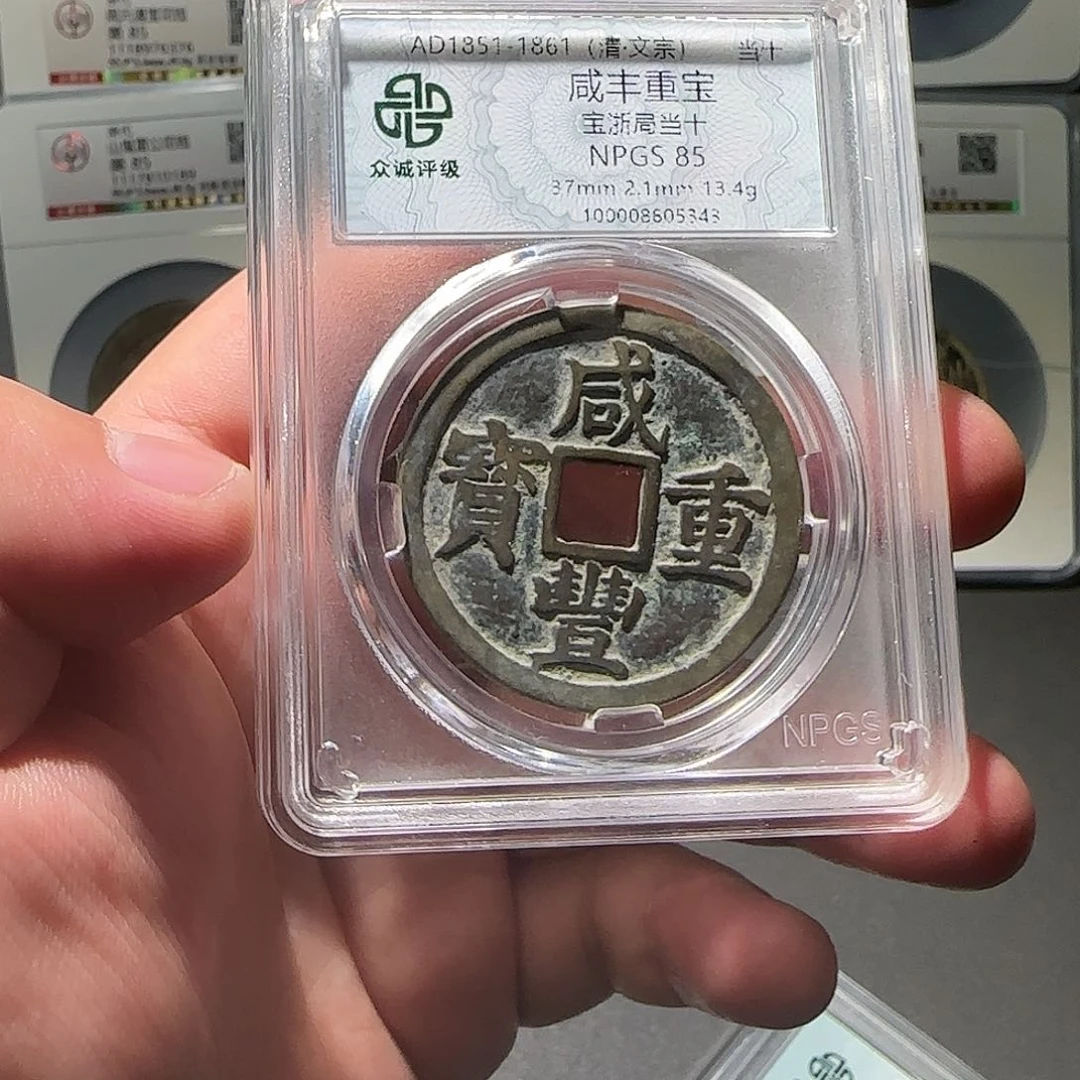 AD1851-1861 (清·文宗) 当十
咸丰重宝
宝浙局当十
NPGS 85
37mm 2.1mm 13.4g
100008805343
众诚评级
咸
寶 重
豐
NPGS